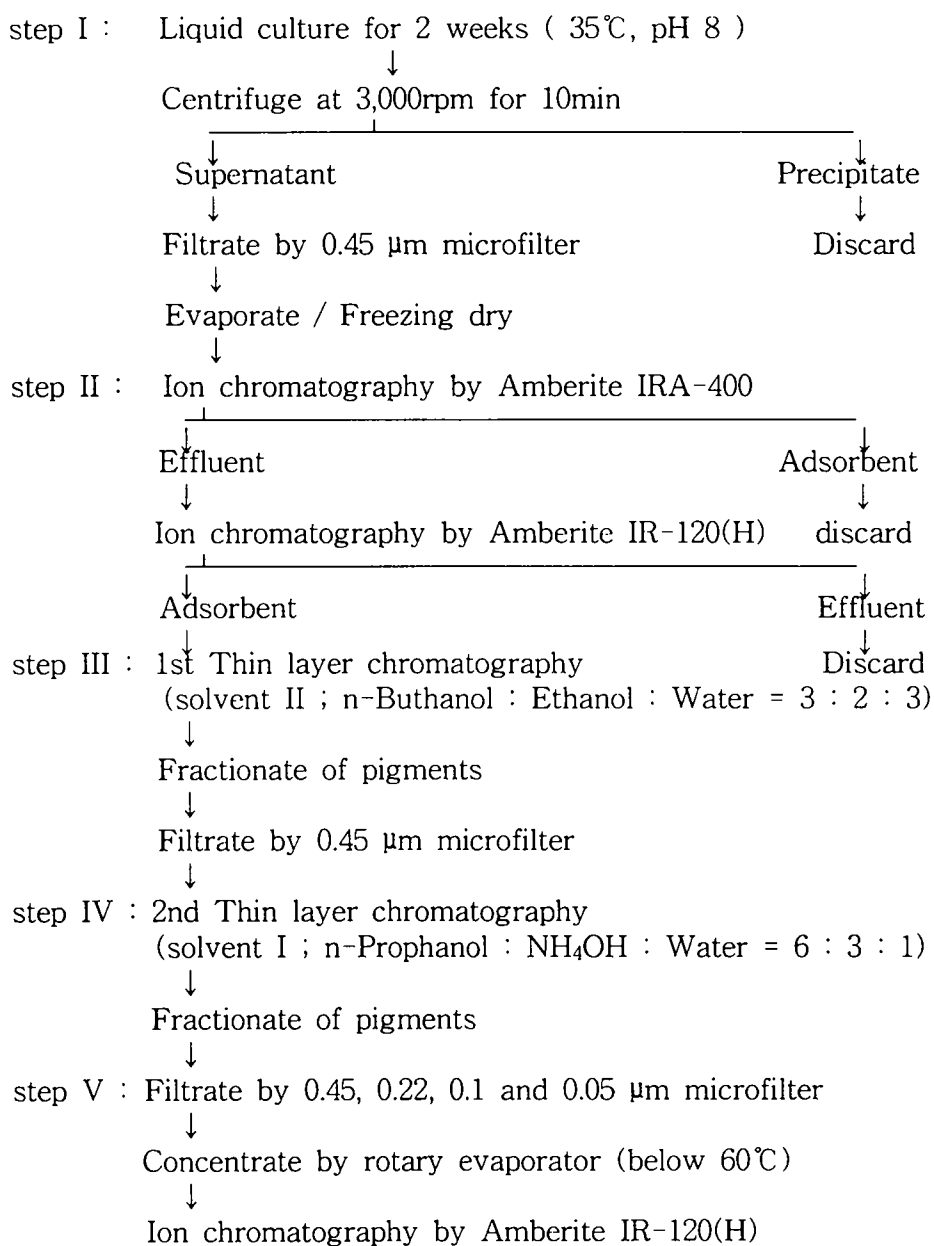 step I : Liquid culture for 2 weeks ( 35℃, pH 8 )
↓
Centrifuge at 3,000rpm for 10min
↓ ↓
Supernatant Precipitate
↓ ↓
Filtrate by 0.45 μm microfilter Discard
↓
Evaporate / Freezing dry
↓
step II : Ion chromatography by Amberite IRA-400
↓ ↓
Effluent Adsorbent
↓ ↓
Ion chromatography by Amberite IR-120(H) discard
↓ ↓
Adsorbent Effluent
↓ ↓
step III : 1st Thin layer chromatography Discard
(solvent II ; n-Buthanol : Ethanol : Water = 3 : 2 : 3)
↓
Fractionate of pigments
↓
Filtrate by 0.45 μm microfilter
↓
step IV : 2nd Thin layer chromatography
(solvent I ; n-Prophanol : NH₄OH : Water = 6 : 3 : 1)
↓
Fractionate of pigments
↓
step V : Filtrate by 0.45, 0.22, 0.1 and 0.05 μm microfilter
↓
Concentrate by rotary evaporator (below 60℃)
↓
Ion chromatography by Amberite IR-120(H)